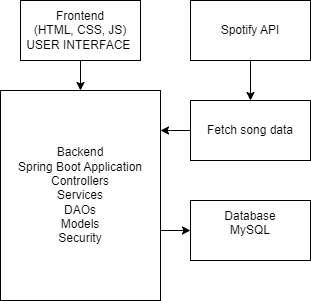 Frontend
(HTML, CSS, JS)
USER INTERFACE
Spotify API
Fetch song data
Backend
Spring Boot Application
Controllers
Services
DAOs
Models
Security
Database
MySQL